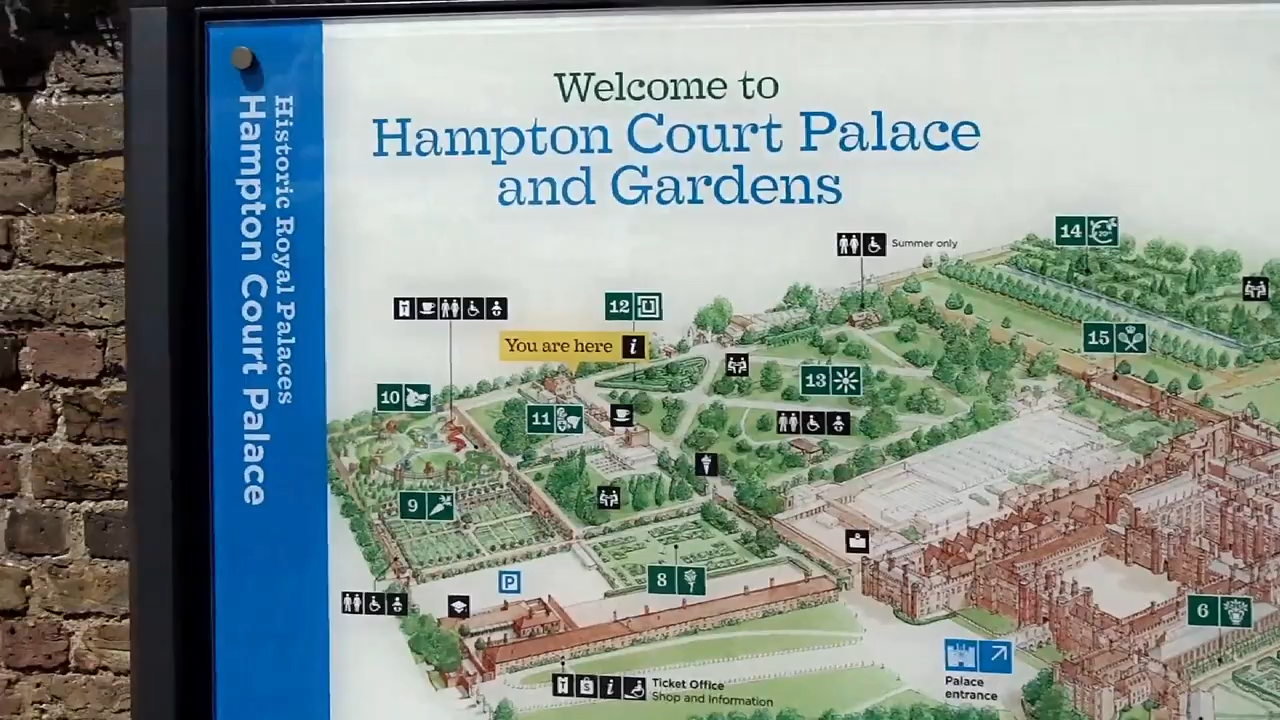 Historic Royal Palaces
Hampton Court Palace
Welcome to
Hampton Court Palace
and Gardens
Summer only
14
12
You are here i
15
13
10
11
9
P
8
6
Palace
entrance
i
Ticket Office
Shop and Information